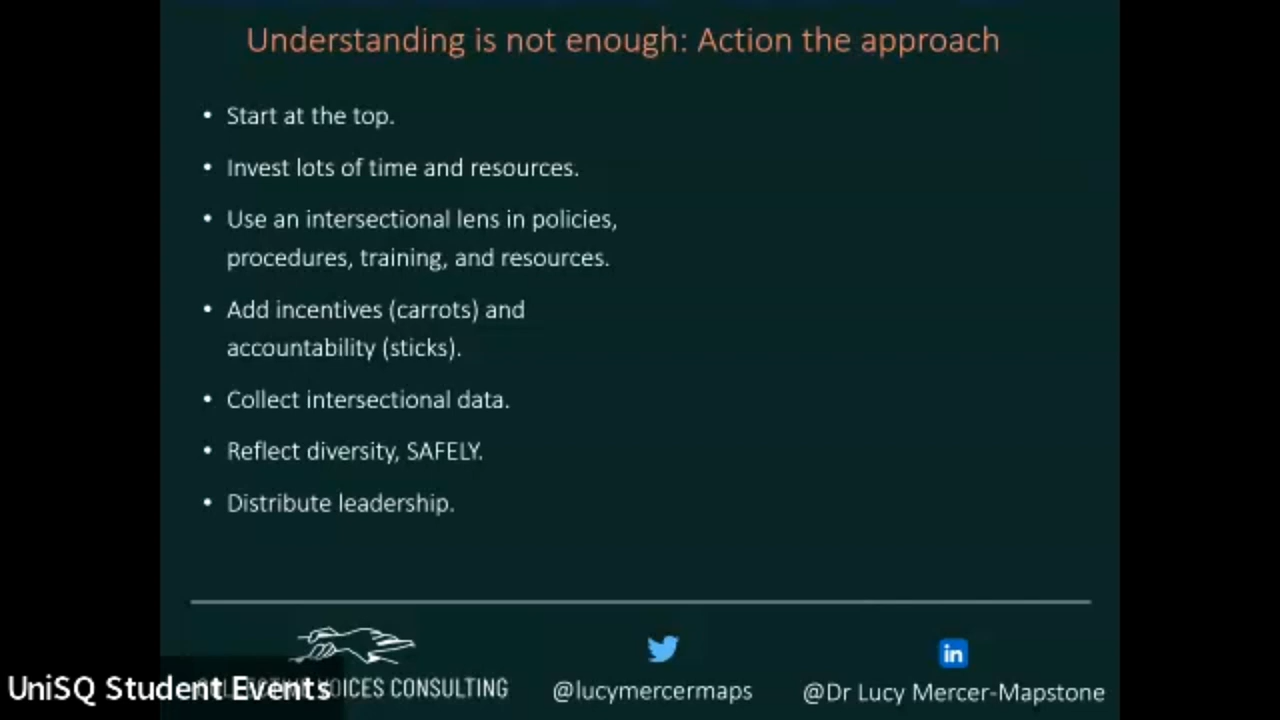 Understanding is not enough: Action the approach
• Start at the top.
• Invest lots of time and resources.
• Use an intersectional lens in policies,
procedures, training, and resources.
• Add incentives (carrots) and
accountability (sticks).
• Collect intersectional data.
• Reflect diversity, SAFELY.
• Distribute leadership.
in
UniSQ Student Events
VOICES CONSULTING
@lucymercermaps
@Dr Lucy Mercer-Mapstone